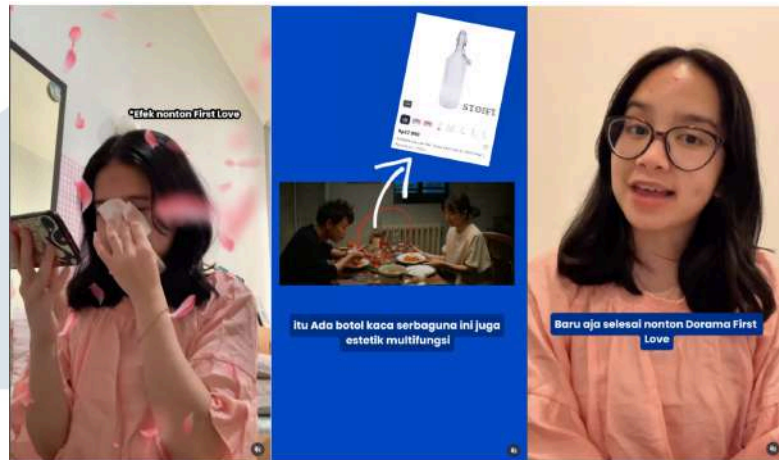 *Efek nonton First Love
STOPLE
itu Ada botol kaca serbaguna ini juga
estetik multifungsi
Baru aja selesai nonton Dorama First
Love